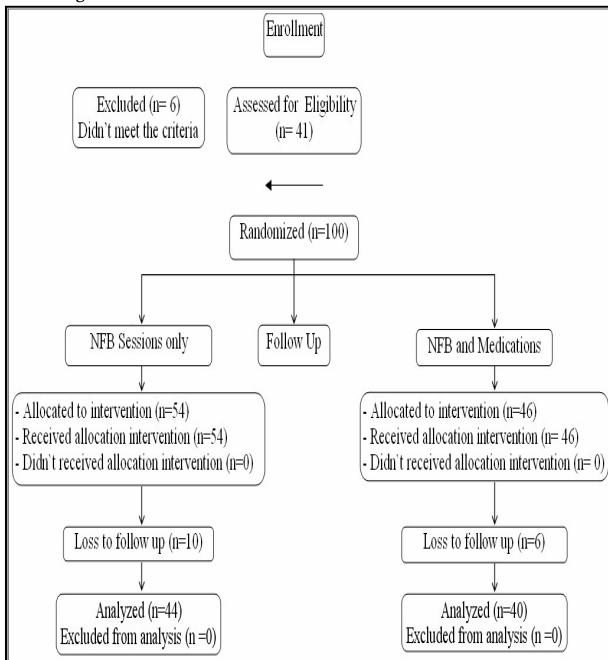 Enrollment
Excluded (n= 6)
Didn`t meet the criteria
Assessed for Eligibility
(n= 41)
Randomized (n=100)
NFB Sessions only
Follow Up
NFB and Medications
- Allocated to intervention (n=54)
- Received allocation intervention (n=54)
- Didn`t received allocation intervention (n=0)
- Allocated to intervention (n=46)
- Received allocation intervention (n= 46)
- Didn`t received allocation intervention (n= 0)
Loss to follow up (n=10)
Loss to follow up (n=6)
Analyzed (n=44)
Excluded from analysis (n =0)
Analyzed (n=40)
Excluded from analysis (n =0)